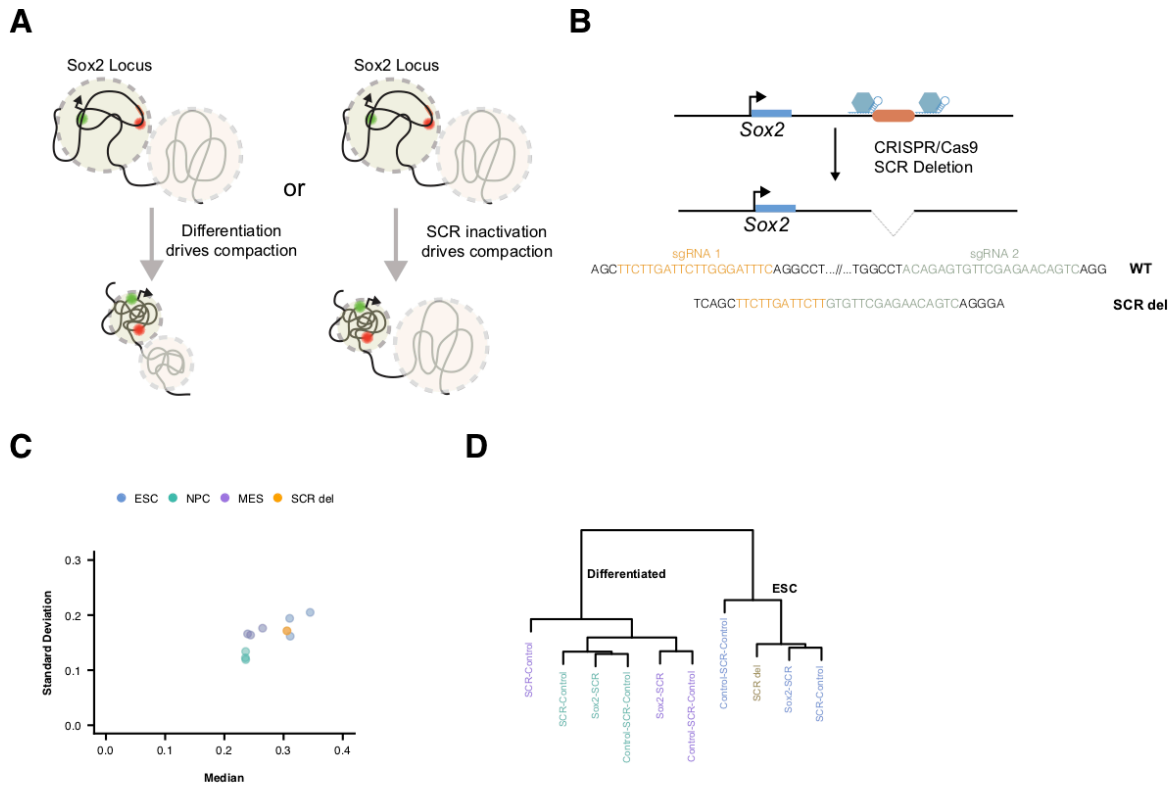 A
Sox2 Locus
Sox2 Locus
or
Differentiation
drives compaction
SCR inactivation
drives compaction
B
Sox2
CRISPR/Cas9
SCR Deletion
Sox2
sgRNA 1
sgRNA 2
AGCTTCTTGATTCTTGGGATTTCAGGCCT...//...TGGCCTACAGAGTGTTCGAGAACAGTCAGG
WT
TCAGCTTCTTGATTCTTGTGTTCGAGAACAGTCAGGGA
SCR del
C
ESC
NPC
MES
SCR del
0.3
0.2
0.1
0.0
Standard Deviation
0.0
0.1
0.2
0.3
0.4
Median
D
Differentiated
ESC
SCR-Control
SCR-Control
Sox2-SCR
Control-SCR-Control
Sox2-SCR
Control-SCR-Control
Control-SCR-Control
SCR del
Sox2-SCR
SCR-Control